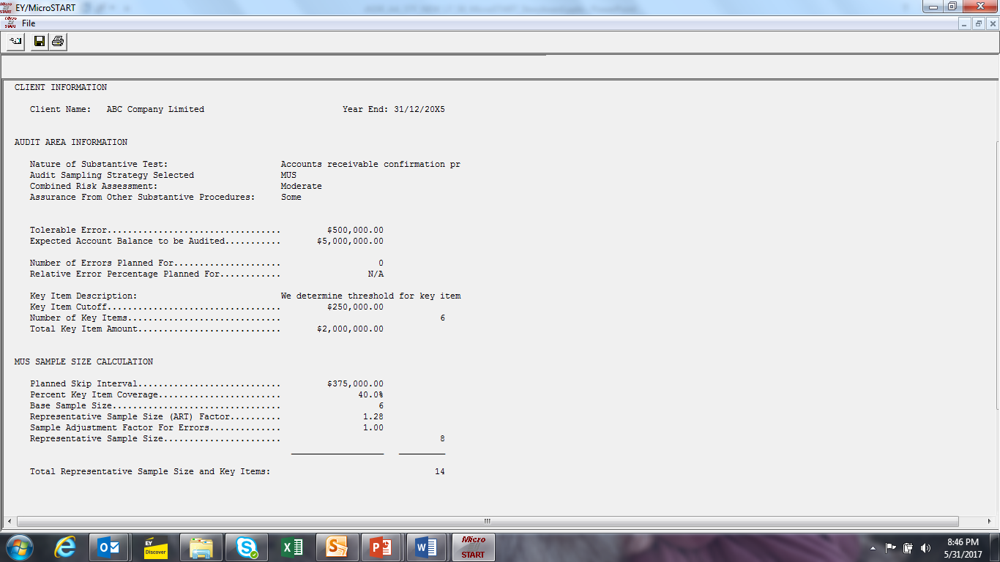 EY/MicroSTART
File
CLIENT INFORMATION
Client Name: ABC Company Limited Year End: 31/12/20X5
AUDIT AREA INFORMATION
Nature of Substantive Test: Accounts receivable confirmation pr
Audit Sampling Strategy Selected MUS
Combined Risk Assessment: Moderate
Assurance From Other Substantive Procedures: Some
Tolerable Error.................................. $500,000.00
Expected Account Balance to be Audited........... $5,000,000.00
Number of Errors Planned For..................... 0
Relative Error Percentage Planned For............ N/A
Key Item Description: We determine threshold for key item
Key Item Cutoff.................................. $250,000.00
Number of Key Items.............................. 6
Total Key Item Amount............................ $2,000,000.00
MUS SAMPLE SIZE CALCULATION
Planned Skip Interval............................ $375,000.00
Percent Key Item Coverage........................ 40.0%
Base Sample Size................................. 6
Representative Sample Size (ART) Factor.......... 1.28
Sample Adjustment Factor For Errors.............. 1.00
Representative Sample Size....................... 8
Total Representative Sample Size and Key Items: 14
EY
Discover
Micro
START
8:46 PM
5/31/2017